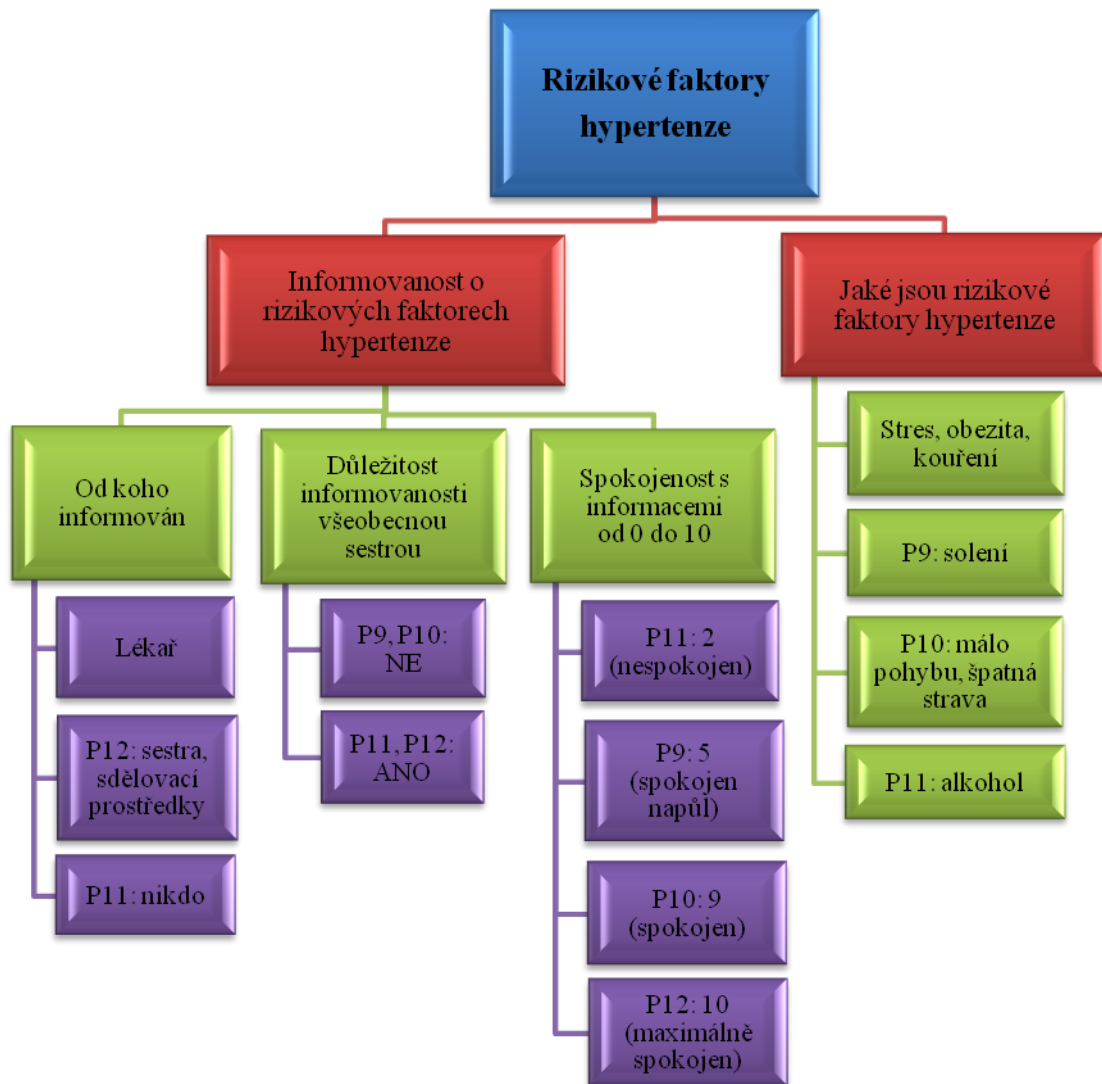 Rizikové faktory
hypertenze
Informovanost o
rizikových faktorech
hypertenze
Jaké jsou rizikové
faktory hypertenze
Od koho
informován
Důležitost
informovanosti
všeobecnou
sestrou
Spokojenost s
informacemi
od 0 do 10
Stres, obezita,
kouření
P9: solení
P10: málo
pohybu, špatná
strava
P11: alkohol
Lékař
P12: sestra,
sdělovací
prostředky
P11: nikdo
P9, P10:
NE
P11, P12:
ANO
P11: 2
(nespokojen)
P9: 5
(spokojen
napůl)
P10: 9
(spokojen)
P12: 10
(maximálně
spokojen)